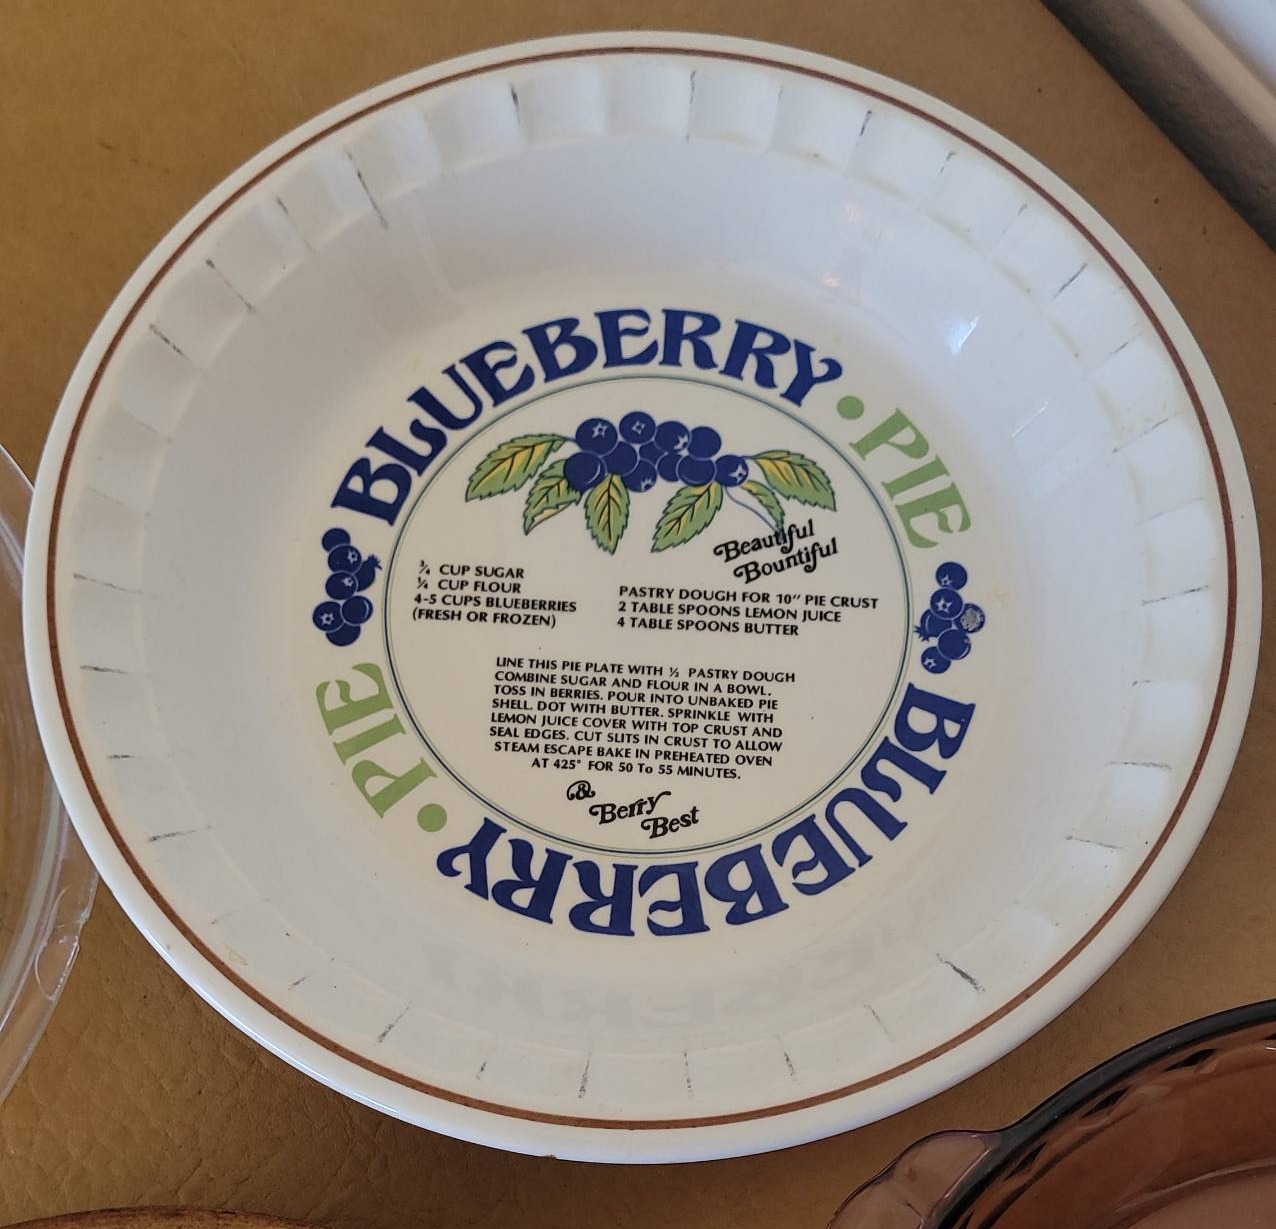 BLUEBERRY • PIE
Beautiful
Bountiful
¾ CUP SUGAR
¼ CUP FLOUR
4-5 CUPS BLUEBERRIES
(FRESH OR FROZEN)
PASTRY DOUGH FOR 10" PIE CRUST
2 TABLE SPOONS LEMON JUICE
4 TABLE SPOONS BUTTER
LINE THIS PIE PLATE WITH ½ PASTRY DOUGH
COMBINE SUGAR AND FLOUR IN A BOWL.
TOSS IN BERRIES. POUR INTO UNBAKED PIE
SHELL. DOT WITH BUTTER. SPRINKLE WITH
LEMON JUICE COVER WITH TOP CRUST AND
SEAL EDGES. CUT SLITS IN CRUST TO ALLOW
STEAM ESCAPE BAKE IN PREHEATED OVEN
AT 425° FOR 50 To 55 MINUTES.
&
Berry
Best
BLUEBERRY • PIE